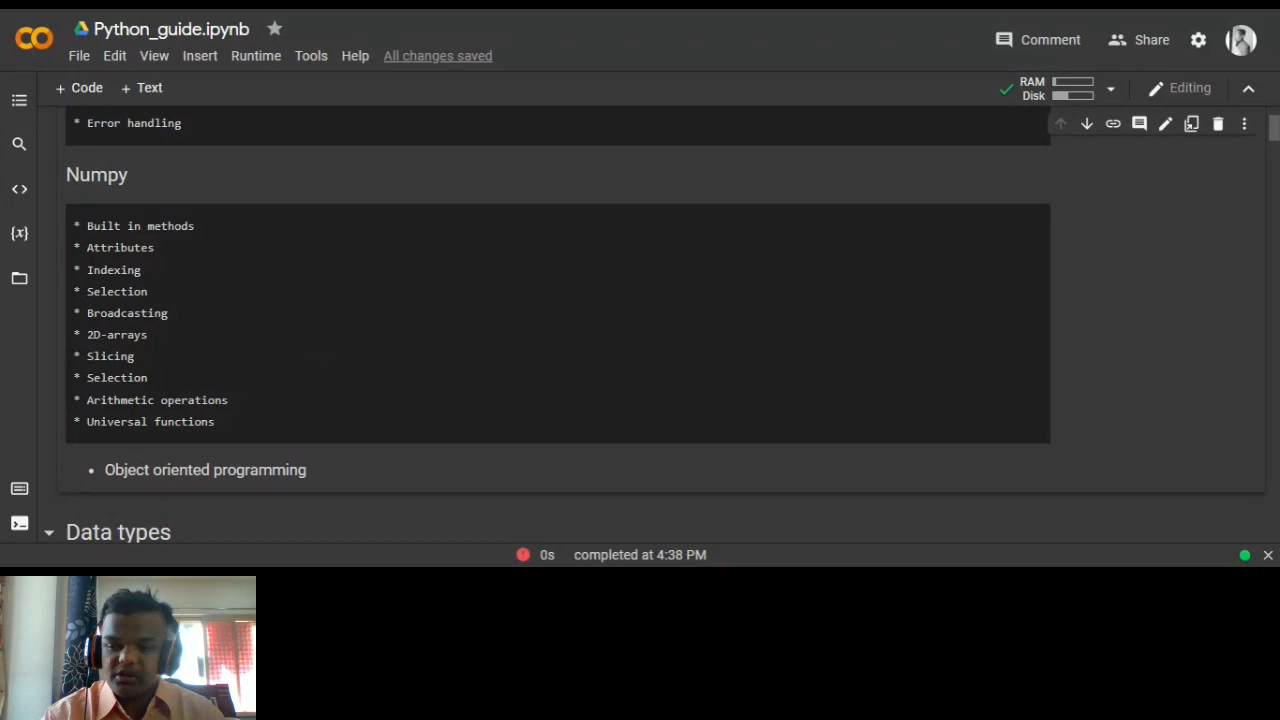 Python_guide.ipynb
File Edit View Insert Runtime Tools Help All changes saved
Comment Share
+ Code + Text
RAM
Disk
Editing
* Error handling
Numpy
* Built in methods
* Attributes
* Indexing
* Selection
* Broadcasting
* 2D-arrays
* Slicing
* Selection
* Arithmetic operations
* Universal functions
• Object oriented programming
Data types
0s completed at 4:38 PM